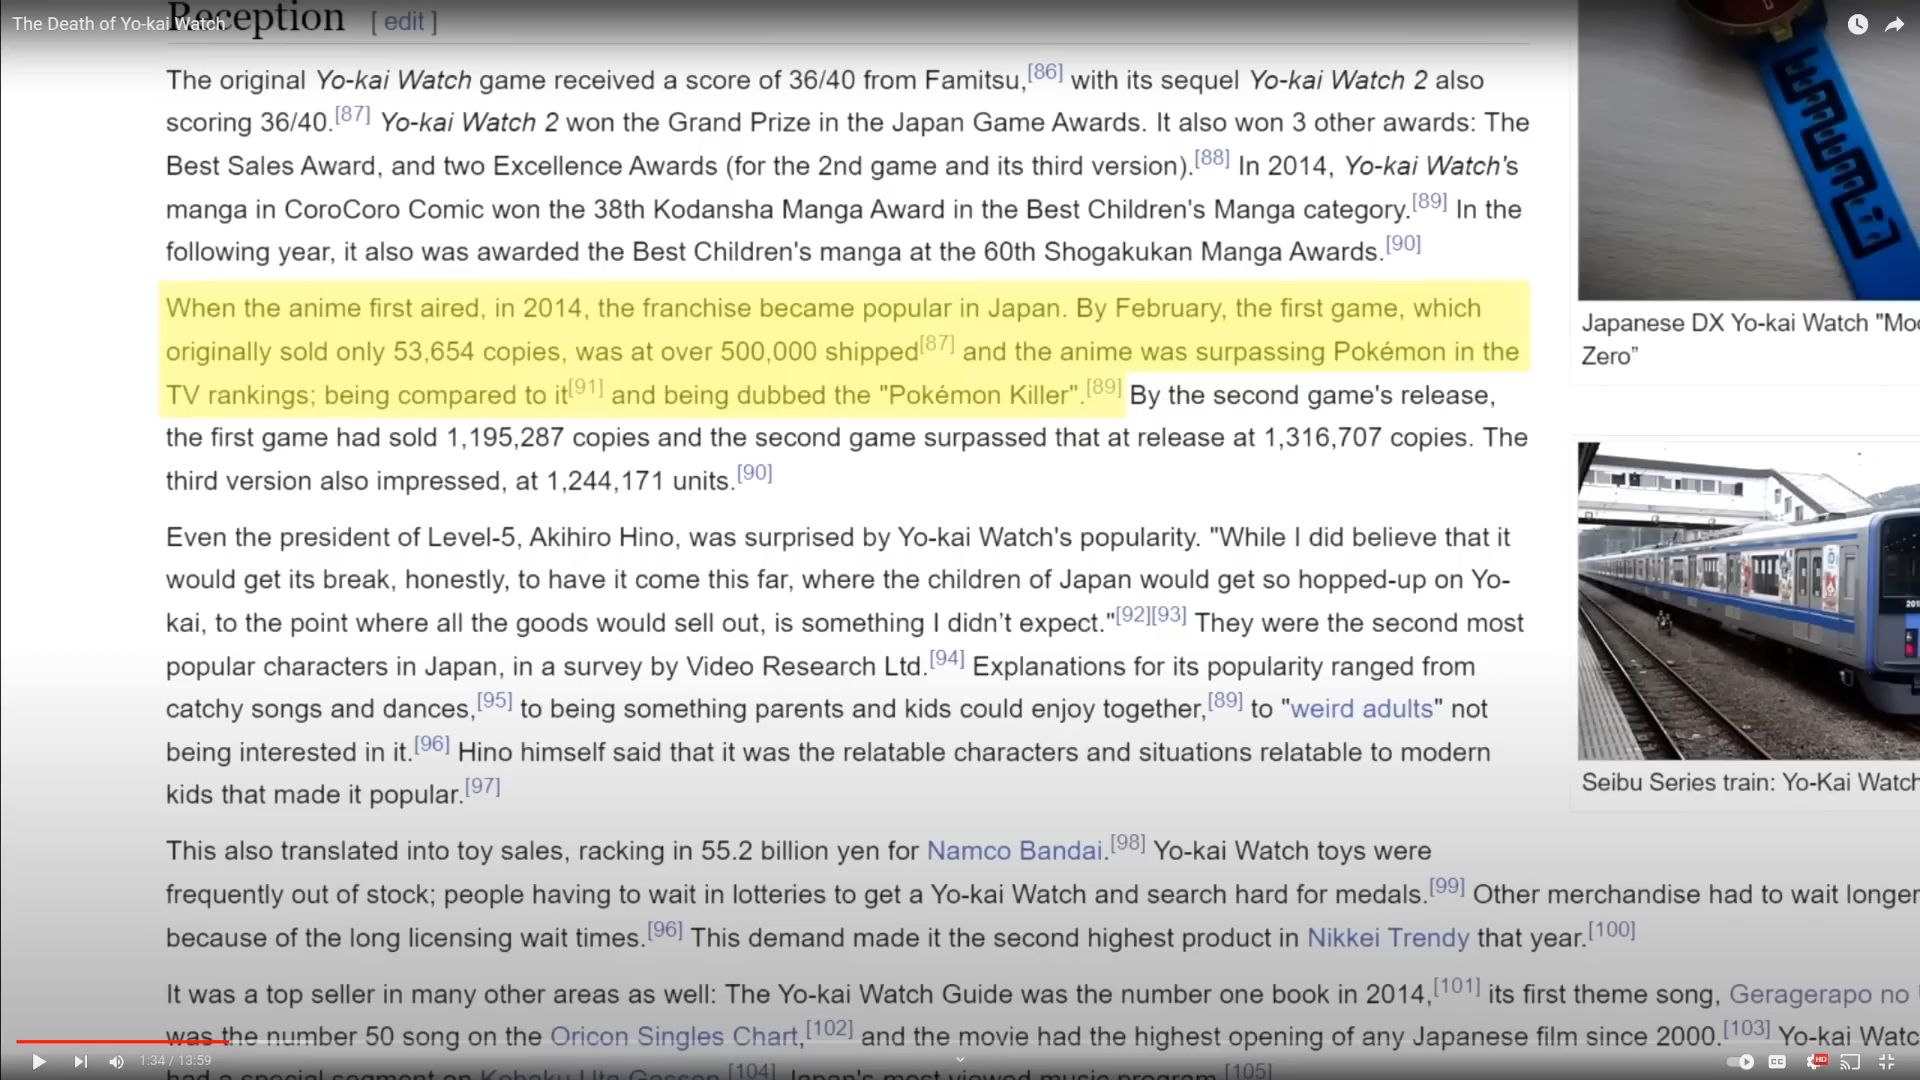 The Death of Yo-kai Watch
Reception [ edit ]
The original Yo-kai Watch game received a score of 36/40 from Famitsu,[86] with its sequel Yo-kai Watch 2 also
scoring 36/40.[87] Yo-kai Watch 2 won the Grand Prize in the Japan Game Awards. It also won 3 other awards: The
Best Sales Award, and two Excellence Awards (for the 2nd game and its third version).[88] In 2014, Yo-kai Watch's
manga in CoroCoro Comic won the 38th Kodansha Manga Award in the Best Children's Manga category.[89] In the
following year, it also was awarded the Best Children's manga at the 60th Shogakukan Manga Awards.[90]
When the anime first aired, in 2014, the franchise became popular in Japan. By February, the first game, which
originally sold only 53,654 copies, was at over 500,000 shipped[87] and the anime was surpassing Pokémon in the
TV rankings; being compared to it[91] and being dubbed the "Pokémon Killer".[89] By the second game's release,
the first game had sold 1,195,287 copies and the second game surpassed that at release at 1,316,707 copies. The
third version also impressed, at 1,244,171 units.[90]
Even the president of Level-5, Akihiro Hino, was surprised by Yo-kai Watch's popularity. "While I did believe that it
would get its break, honestly, to have it come this far, where the children of Japan would get so hopped-up on Yo-
kai, to the point where all the goods would sell out, is something I didn’t expect."[92][93] They were the second most
popular characters in Japan, in a survey by Video Research Ltd.[94] Explanations for its popularity ranged from
catchy songs and dances,[95] to being something parents and kids could enjoy together,[89] to "weird adults" not
being interested in it.[96] Hino himself said that it was the relatable characters and situations relatable to modern
kids that made it popular.[97]
This also translated into toy sales, racking in 55.2 billion yen for Namco Bandai.[98] Yo-kai Watch toys were
frequently out of stock; people having to wait in lotteries to get a Yo-kai Watch and search hard for medals.[99] Other merchandise had to wait longer
because of the long licensing wait times.[96] This demand made it the second highest product in Nikkei Trendy that year.[100]
It was a top seller in many other areas as well: The Yo-kai Watch Guide was the number one book in 2014,[101] its first theme song, Geragerapo no
was the number 50 song on the Oricon Singles Chart,[102] and the movie had the highest opening of any Japanese film since 2000.[103] Yo-kai Watc
had a special segment on Kohaku Uta Gassen,[104] Japan's most viewed music program.[105]
Japanese DX Yo-kai Watch "Mo
Zero”
Seibu Series train: Yo-Kai Watch
1:34 / 13:59
CC
HD